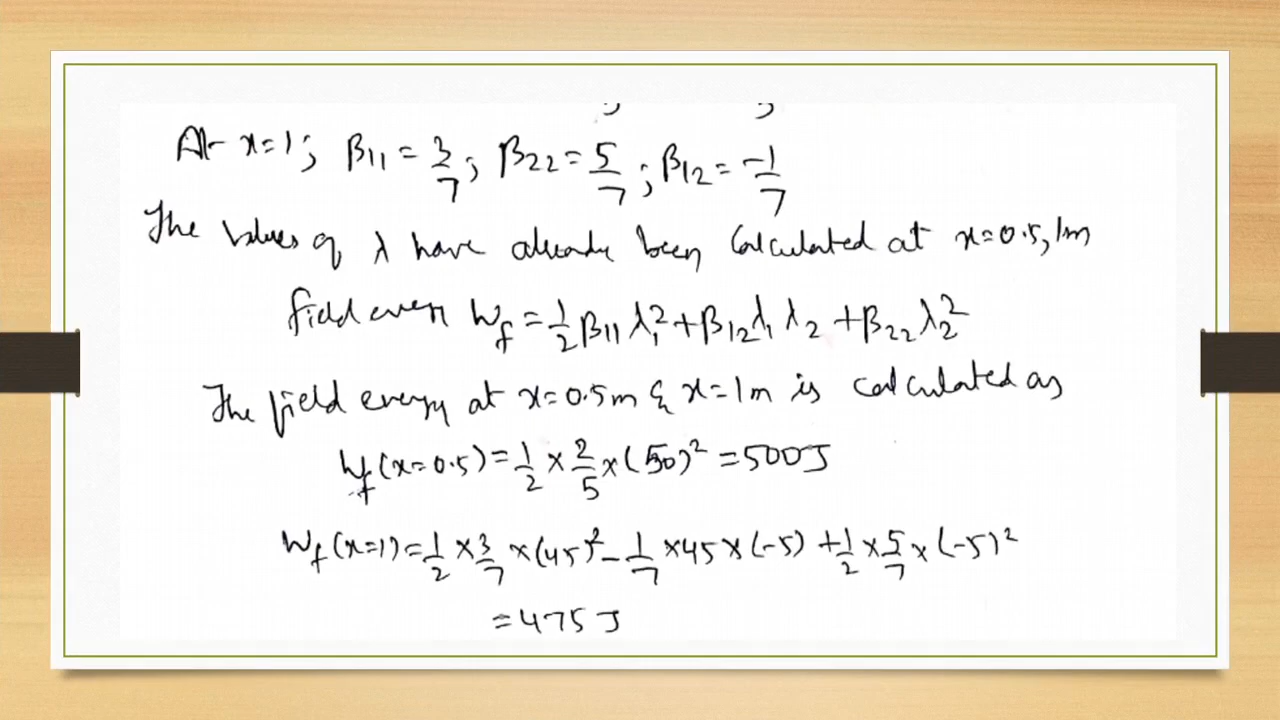 At x=1; β11 = 3/7; β22 = 5/7; β12 = -1/7
The values of λ have already been calculated at x=0.5, 1m
field energy Wf = 1/2 β11 λ1² + β12 λ1 λ2 + β22 λ2²
The field energy at x=0.5m & x=1m is calculated as
Wf (x=0.5) = 1/2 × 2/5 × (50)² = 500J
Wf (x=1) = 1/2 × 3/7 × (45)² - 1/7 × 45 × (-5) + 1/2 × 5/7 × (-5)²
= 475 J